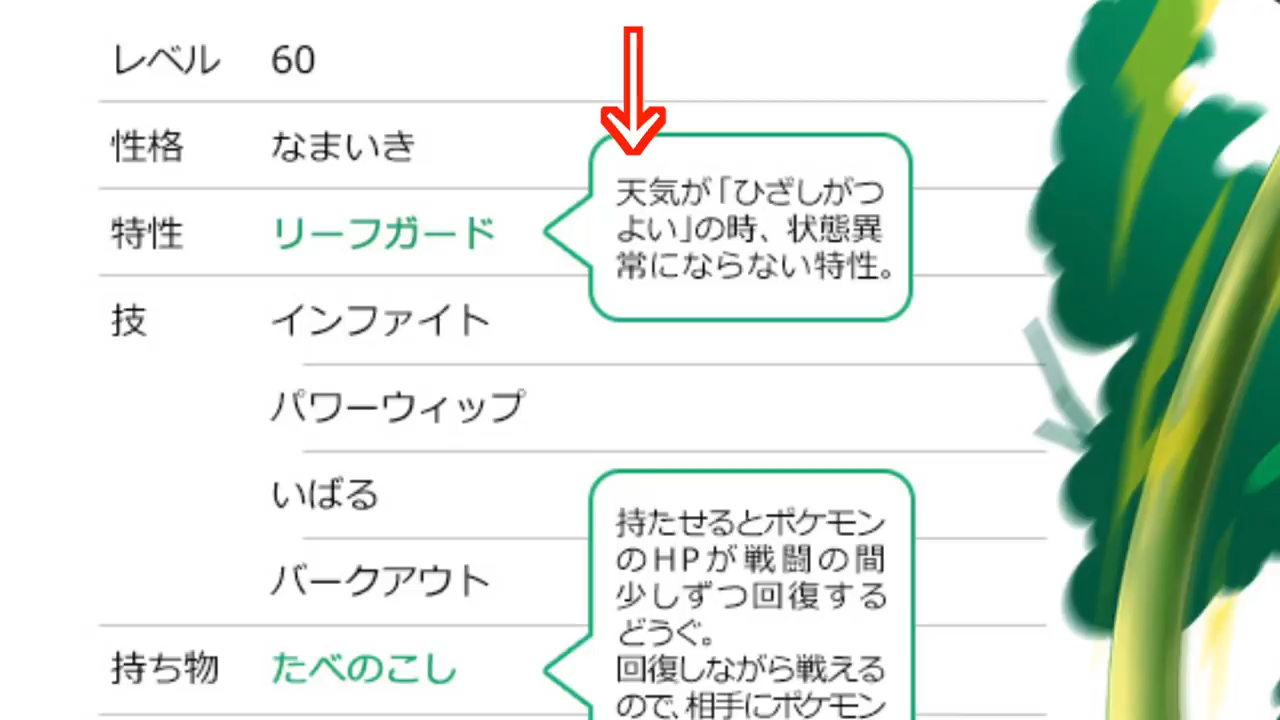 レベル 60
性格 なまいき
特性 リーフガード
天気が「ひざしがつ
よい」の時、状態異
常にならない特性。
技 インファイト
パワーウィップ
いばる
バークアウト
持ち物 たべのこし
持たせるとポケモン
のHPが戦闘の間
少しずつ回復する
どうぐ。
回復しながら戦える
ので、相手にポケモン